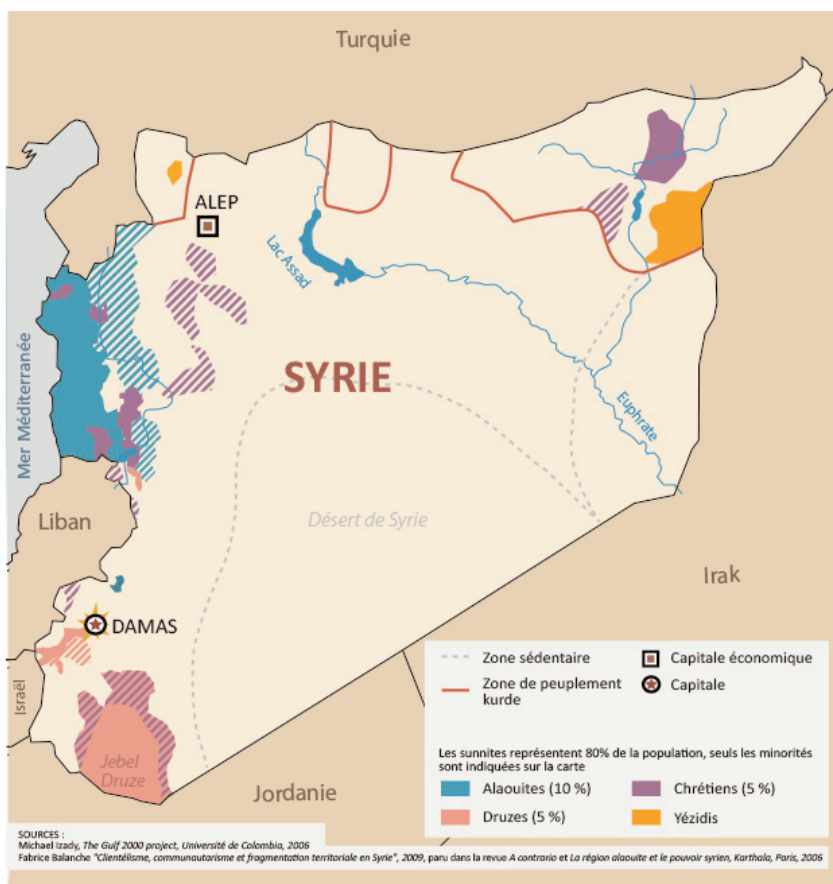 Turquie
ALEP
Lac Assad
Mer Méditerranée
SYRIE
Euphrate
Liban
Désert de Syrie
Irak
DAMAS
Israël
Jebel
Druze
Jordanie
Zone sédentaire
Capitale économique
Zone de peuplement
kurde
Capitale
Les sunnites représentent 80% de la population, seuls les minorités
sont indiquées sur la carte
Alaouites (10 %)
Chrétiens (5 %)
Druzes (5 %)
Yézidis
SOURCES :
Michael Izady, The Gulf 2000 project, Université de Colombia, 2006
Fabrice Balanche "Clientélisme, communautarisme et fragmentation territoriale en Syrie", 2009, paru dans la revue A contrario et La région alaouite et le pouvoir syrien, Karthala, Paris, 2006